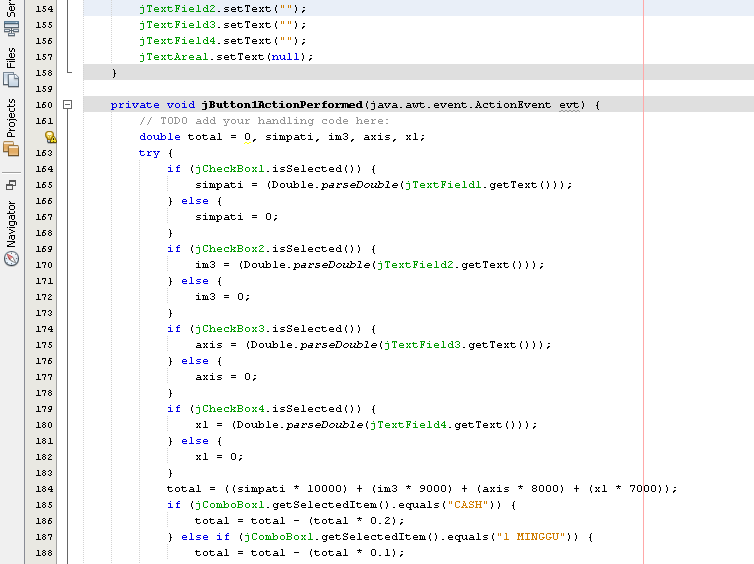 Ser
Files
Projects
Navigator
154 jTextField2.setText("");
155 jTextField3.setText("");
156 jTextField4.setText("");
157 jTextArea1.setText(null);
158 }
159
160 private void jButton1ActionPerformed(java.awt.event.ActionEvent evt) {
161 // TODO add your handling code here:
double total = 0, simpati, im3, axis, xl;
163 try {
164 if (jCheckBox1.isSelected()) {
165 simpati = (Double.parseDouble(jTextField1.getText()));
166 } else {
167 simpati = 0;
168 }
169 if (jCheckBox2.isSelected()) {
170 im3 = (Double.parseDouble(jTextField2.getText()));
171 } else {
172 im3 = 0;
173 }
174 if (jCheckBox3.isSelected()) {
175 axis = (Double.parseDouble(jTextField3.getText()));
176 } else {
177 axis = 0;
178 }
179 if (jCheckBox4.isSelected()) {
180 xl = (Double.parseDouble(jTextField4.getText()));
181 } else {
182 xl = 0;
183 }
184 total = ((simpati * 10000) + (im3 * 9000) + (axis * 8000) + (xl * 7000));
185 if (jComboBox1.getSelectedItem().equals("CASH")) {
186 total = total - (total * 0.2);
187 } else if (jComboBox1.getSelectedItem().equals("1 MINGGU")) {
188 total = total - (total * 0.1);